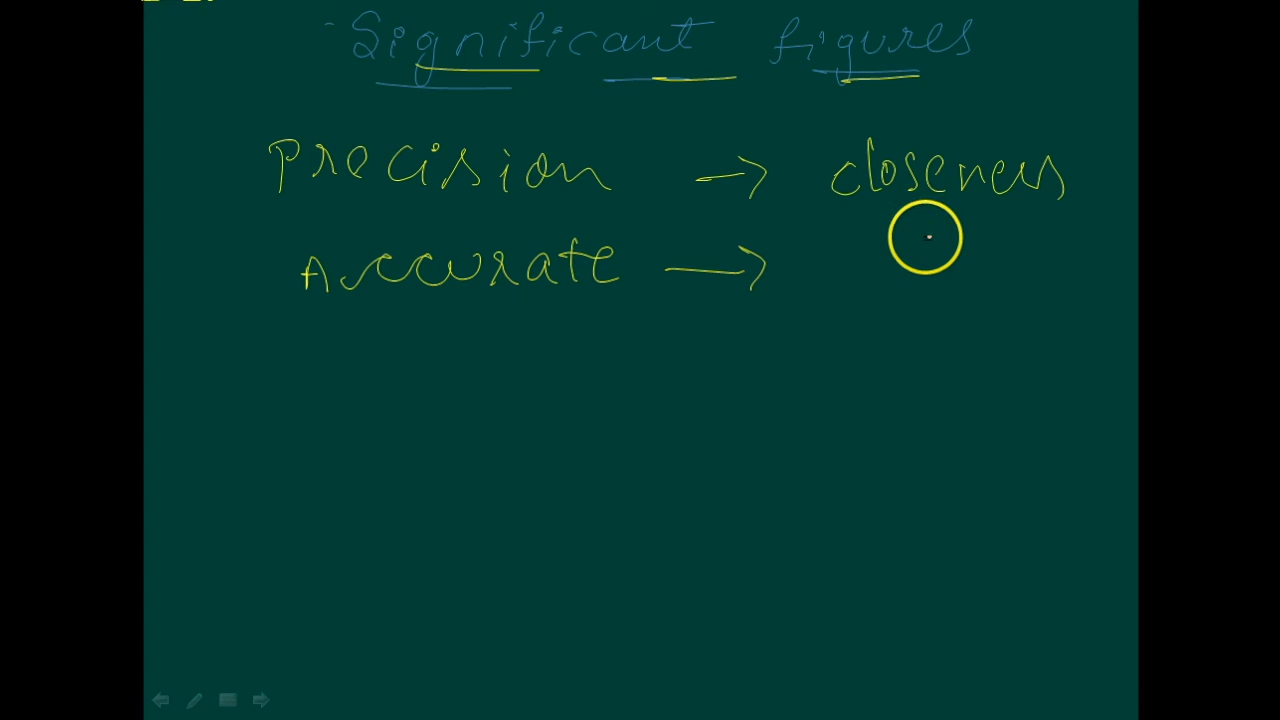 Significant figures
Precision → closeness
Accurate →